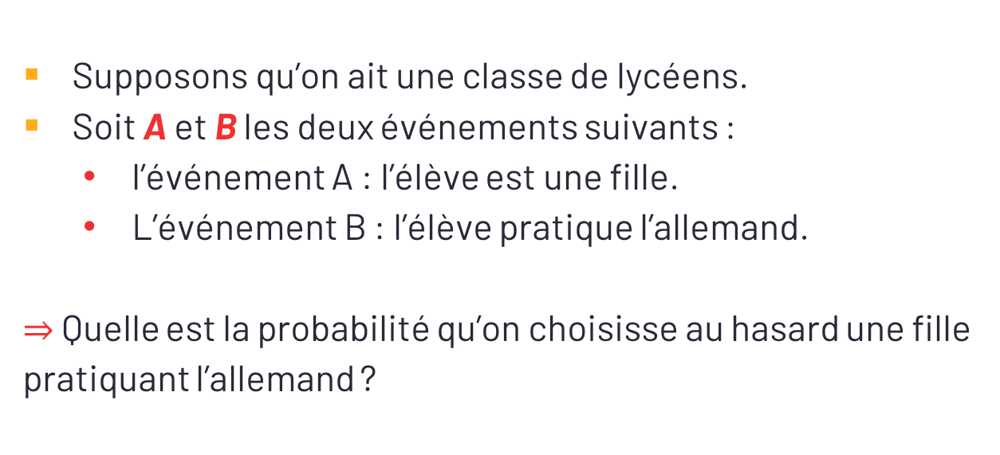 ▪ Supposons qu’on ait une classe de lycéens.
▪ Soit A et B les deux événements suivants :
• l’événement A : l’élève est une fille.
• L’événement B : l’élève pratique l’allemand.
⇒ Quelle est la probabilité qu’on choisisse au hasard une fille
pratiquant l’allemand ?